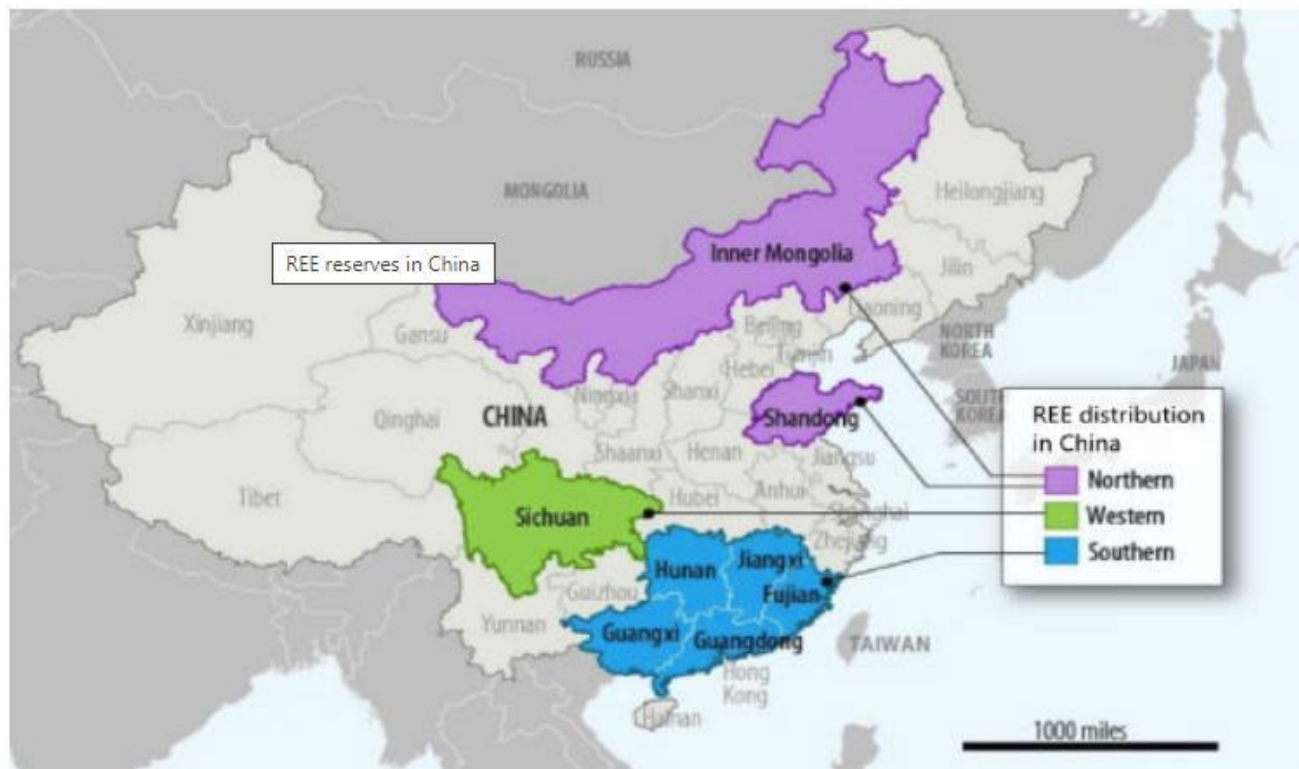 RUSSIA
MONGOLIA
Heilongjiang
Inner Mongolia
Jilin
REE reserves in China
Liaoning
Xinjiang
Gansu
Beijing
Tianjin
NORTH
KOREA
Hebei
JAPAN
Ningxia
Shanxi
SOUTH
KOREA
Qinghai
CHINA
Shandong
REE distribution
in China
Shaanxi
Henan
Jiangsu
Northern
Tibet
Hubei
Anhui
Shanghai
Western
Sichuan
Zhejiang
Southern
Hunan
Jiangxi
Fujian
Guizhou
Yunnan
Guangxi
Guangdong
TAIWAN
Hong
Kong
Hainan
1000 miles